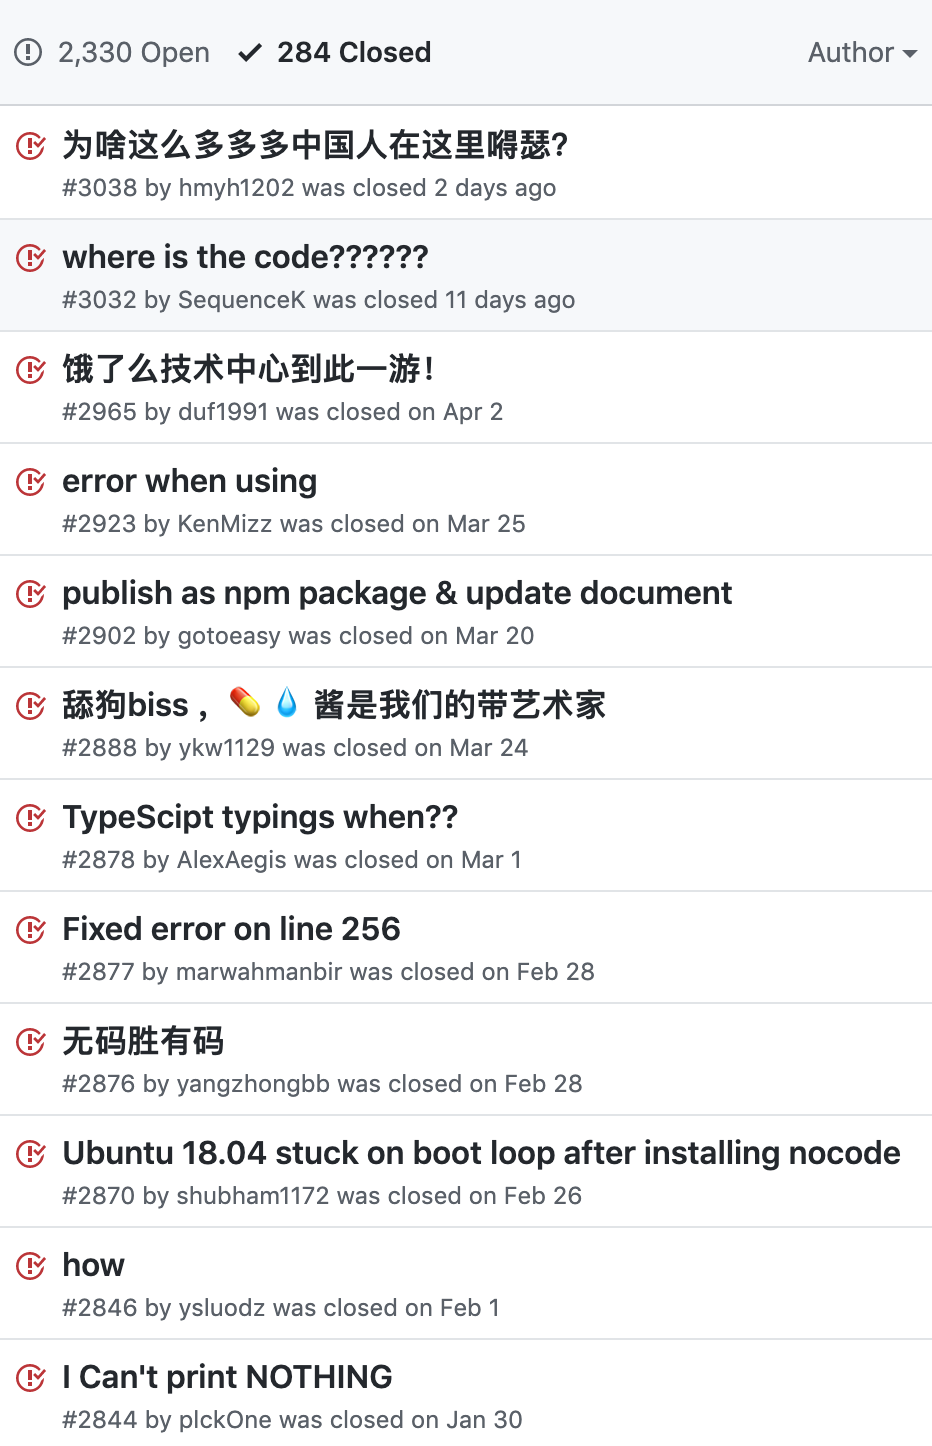 2,330 Open 284 Closed Author
为啥这么多多多中国人在这里嘚瑟?
#3038 by hmyh1202 was closed 2 days ago
where is the code??????
#3032 by SequenceK was closed 11 days ago
饿了么技术中心到此一游!
#2965 by duf1991 was closed on Apr 2
error when using
#2923 by KenMizz was closed on Mar 25
publish as npm package & update document
#2902 by gotoeasy was closed on Mar 20
舔狗biss，💊💧 酱是我们的带艺术家
#2888 by ykw1129 was closed on Mar 24
TypeScipt typings when??
#2878 by AlexAegis was closed on Mar 1
Fixed error on line 256
#2877 by marwahmanbir was closed on Feb 28
无码胜有码
#2876 by yangzhongbb was closed on Feb 28
Ubuntu 18.04 stuck on boot loop after installing nocode
#2870 by shubham1172 was closed on Feb 26
how
#2846 by ysluodz was closed on Feb 1
I Can't print NOTHING
#2844 by plckOne was closed on Jan 30